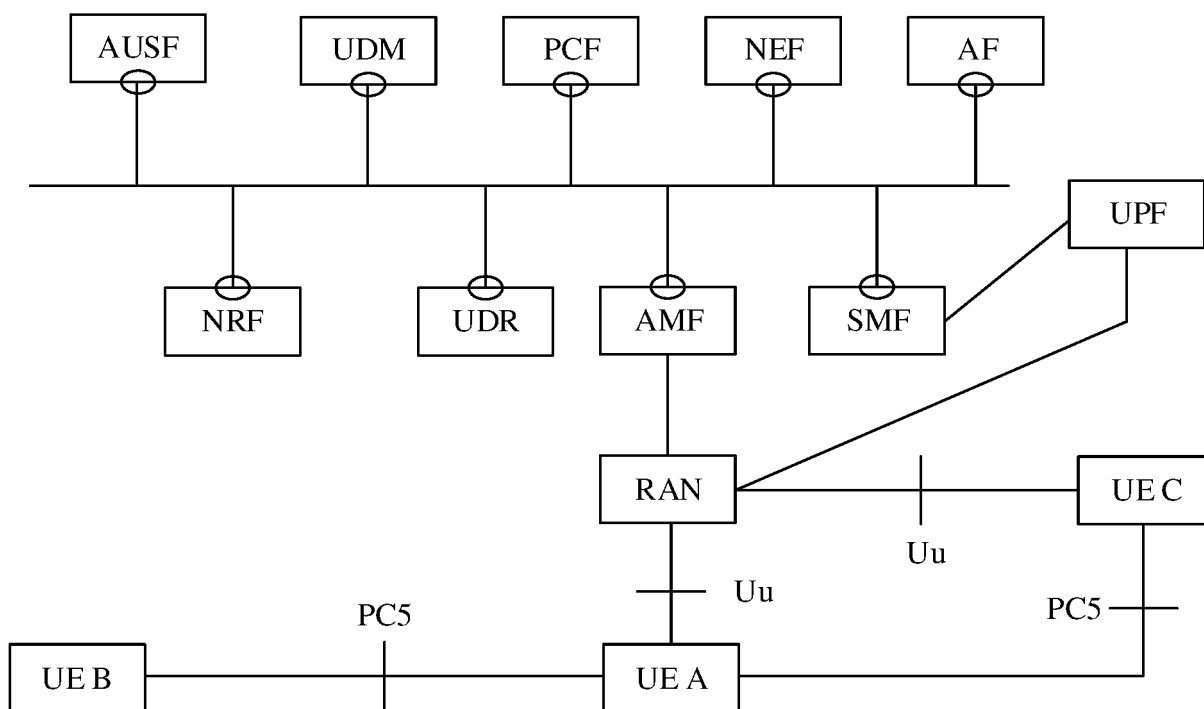 AUSF
UDM
PCF
NEF
AF
UPF
NRF
UDR
AMF
SMF
RAN
UE C
Uu
Uu
PC5
PC5
UE B
UE A